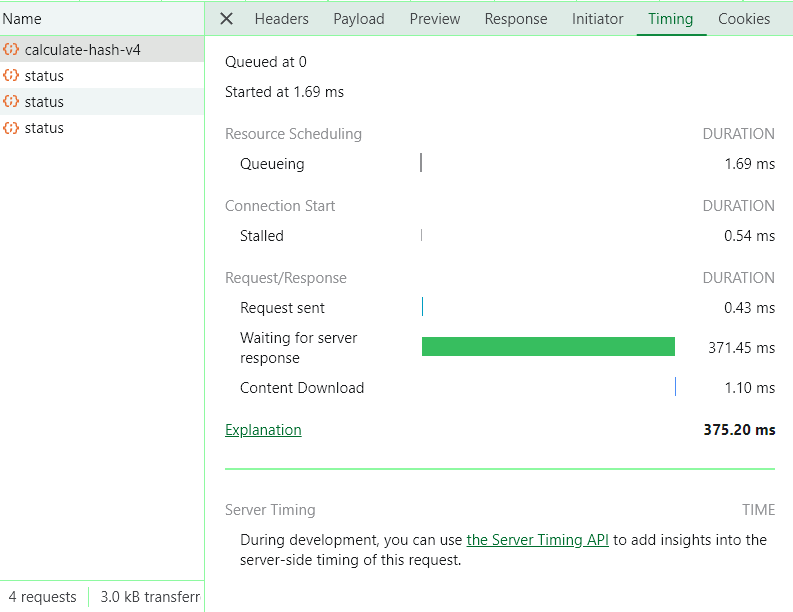 Name
calculate-hash-v4
status
status
status
4 requests 3.0 kB transferr
Headers Payload Preview Response Initiator Timing Cookies
Queued at 0
Started at 1.69 ms
Resource Scheduling DURATION
Queueing 1.69 ms
Connection Start DURATION
Stalled 0.54 ms
Request/Response DURATION
Request sent 0.43 ms
Waiting for server
response 371.45 ms
Content Download 1.10 ms
Explanation 375.20 ms
Server Timing TIME
During development, you can use the Server Timing API to add insights into the
server-side timing of this request.